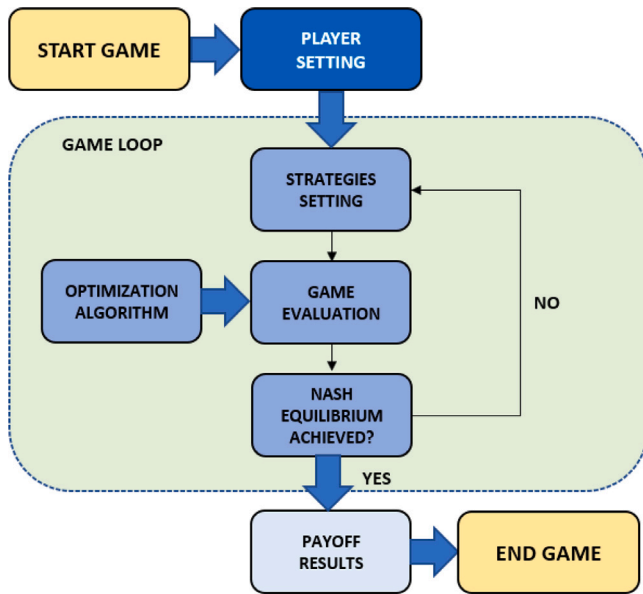 START GAME
PLAYER
SETTING
GAME LOOP
STRATEGIES
SETTING
OPTIMIZATION
ALGORITHM
GAME
EVALUATION
NO
NASH
EQUILIBRIUM
ACHIEVED?
YES
PAYOFF
RESULTS
END GAME